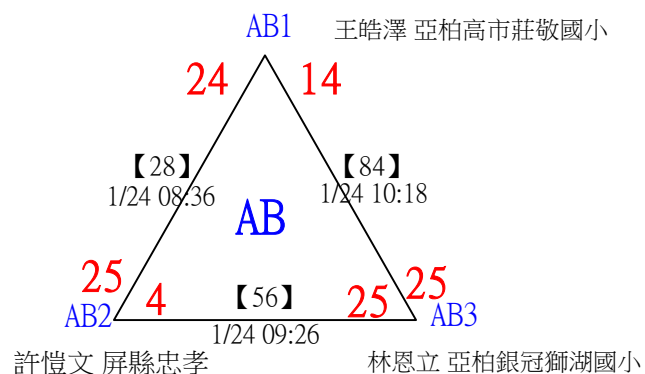 AB1
王皓澤 亞柏高市莊敬國小
24 14
【28】 【84】
1/24 08:36 1/24 10:18
AB
25 4 【56】 25 25
AB2 AB3
1/24 09:26
許愷文 屏縣忠孝 林恩立 亞柏銀冠獅湖國小